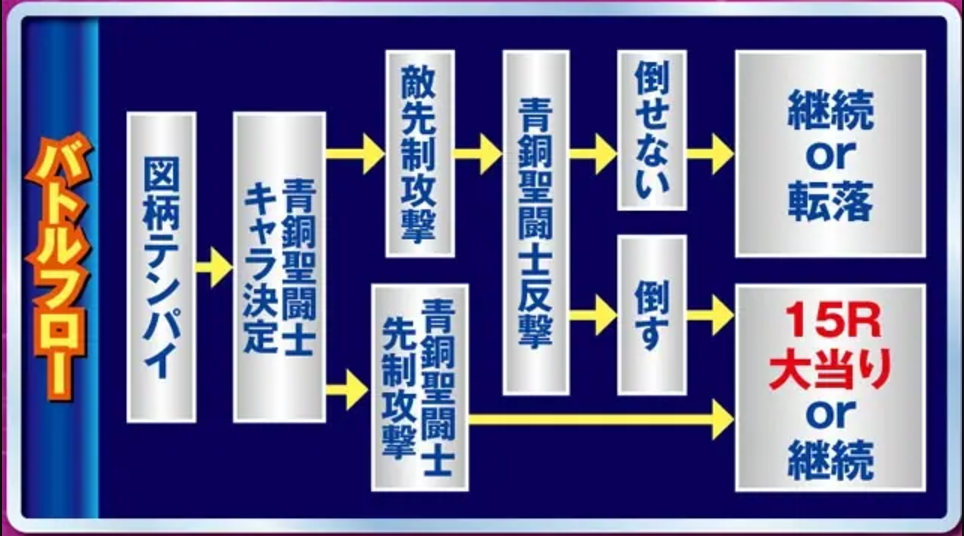 バトルフロー
図柄テンパイ
青銅聖闘士
キャラ決定
敵先制攻撃
青銅聖闘士
先制攻撃
青銅聖闘士反撃
倒せない
倒す
継続
or
転落
15R
大当り
or
継続